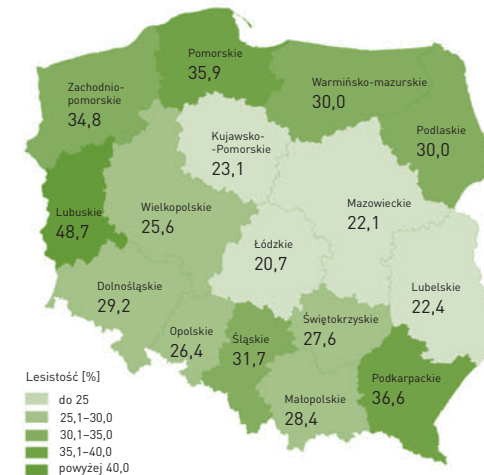 Pomorskie
35,9
Zachodnio-
pomorskie
34,8
Warmińsko-mazurskie
30,0
Podlaskie
30,0
Kujawsko-
-Pomorskie
23,1
Mazowieckie
22,1
Lubuskie
48,7
Wielkopolskie
25,6
Łódzkie
20,7
Lubelskie
22,4
Dolnośląskie
29,2
Opolskie
26,4
Śląskie
31,7
Świętokrzyskie
27,6
Małopolskie
28,4
Podkarpackie
36,6
Lesistość [%]
do 25
25,1–30,0
30,1–35,0
35,1–40,0
powyżej 40,0